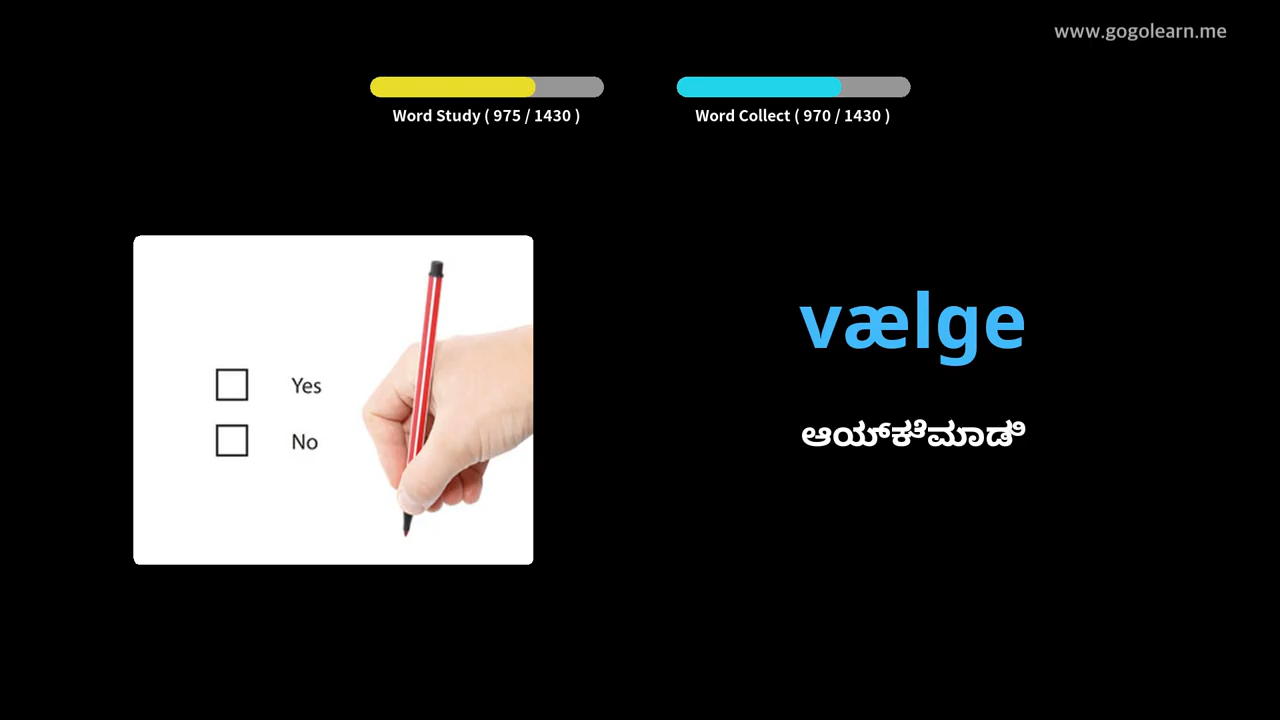 www.gogolearn.me
Word Study ( 975 / 1430 )
Word Collect ( 970 / 1430 )
vælge
ಆಯ್ಕೆಮಾಡಿ
Yes
No